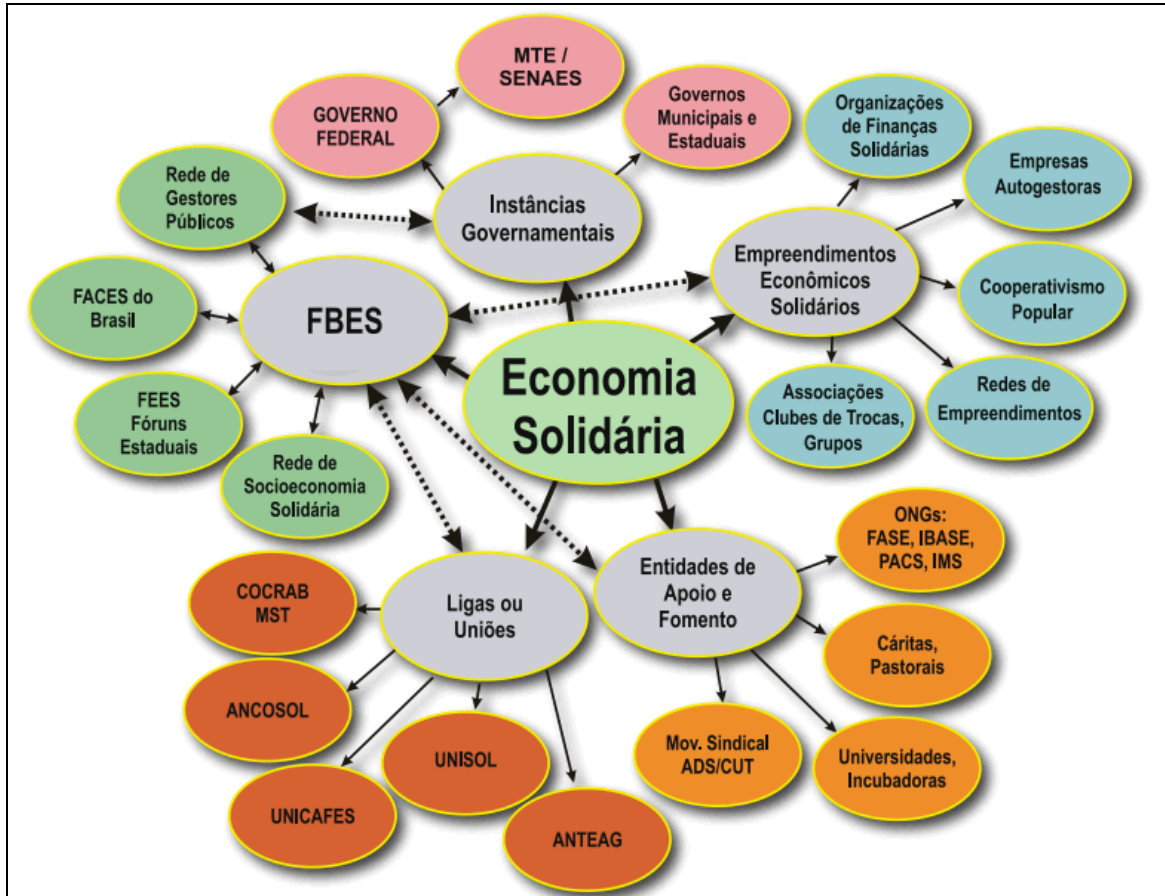 MTE /
SENAES
GOVERNO
FEDERAL
Governos
Municipais e
Estaduais
Organizações
de Finanças
Solidárias
Empresas
Autogestoras
Rede de
Gestores
Públicos
Instâncias
Governamentais
Empreendimentos
Econômicos
Solidários
Cooperativismo
Popular
FACES do
Brasil
FBES
Economia
Solidária
Associações
Clubes de Trocas,
Grupos
Redes de
Empreendimentos
FEES
Fóruns
Estaduais
Rede de
Socioeconomia
Solidária
ONGs:
FASE, IBASE,
PACS, IMS
Entidades de
Apoio e
Fomento
Ligas ou
Uniões
COCRAB
MST
Cáritas,
Pastorais
ANCOSOL
UNISOL
Mov. Sindical
ADS/CUT
Universidades,
Incubadoras
UNICAFES
ANTEAG